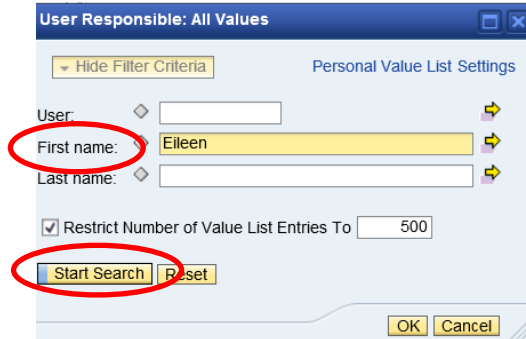 User Responsible: All Values
Hide Filter Criteria Personal Value List Settings
User:
First name: Eileen
Last name:
Restrict Number of Value List Entries To 500
Start Search Reset
OK Cancel